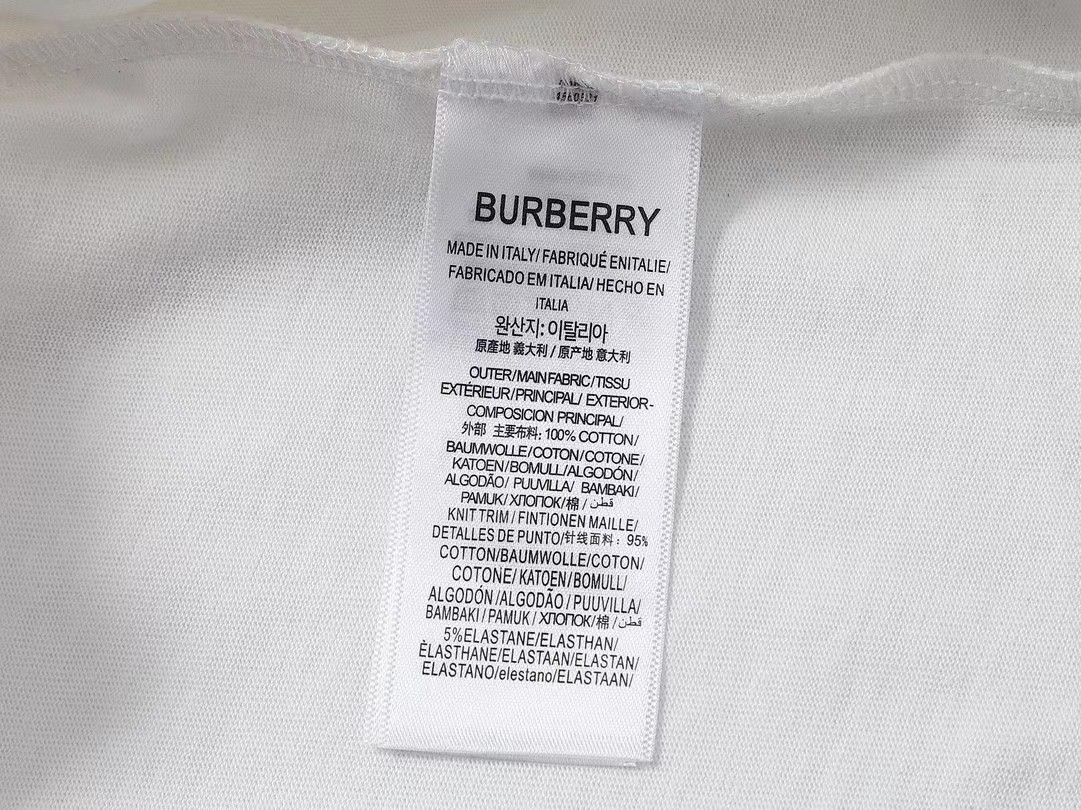 BURBERRY
MADE IN ITALY/ FABRIQUÉ ENITALIE/
FABRICADO EM ITALIA/ HECHO EN
ITALIA
완산지: 이탈리아
原產地 義大利 / 原产地 意大利
OUTER/MAIN FABRIC/TISSU
EXTÉRIEUR/PRINCIPAL/ EXTERIOR-
COMPOSICION PRINCIPAL/
外部 主要布料: 100% COTTON/
BAUMWOLLE/COTON/COTONE/
KATOEN/BOMULL/ALGODÓN/
ALGODÃO/ PUUVILLA/ BAMBAKI/
PAMUK/ХЛОПОК/棉 / قطن
KNIT TRIM / FINTIONEN MAILLE/
DETALLES DE PUNTO/针线面料: 95%
COTTON/BAUMWOLLE/COTON/
COTONE/ KATOEN/BOMULL/
ALGODÓN /ALGODÃO / PUUVILLA/
BAMBAKI / PAMUK / ХЛОПОК/棉 / قطن
5%ELASTANE/ELASTHAN/
ÈLASTHANE/ELASTAAN/ELASTAN/
ELASTANO/elestano/ELASTAAN/